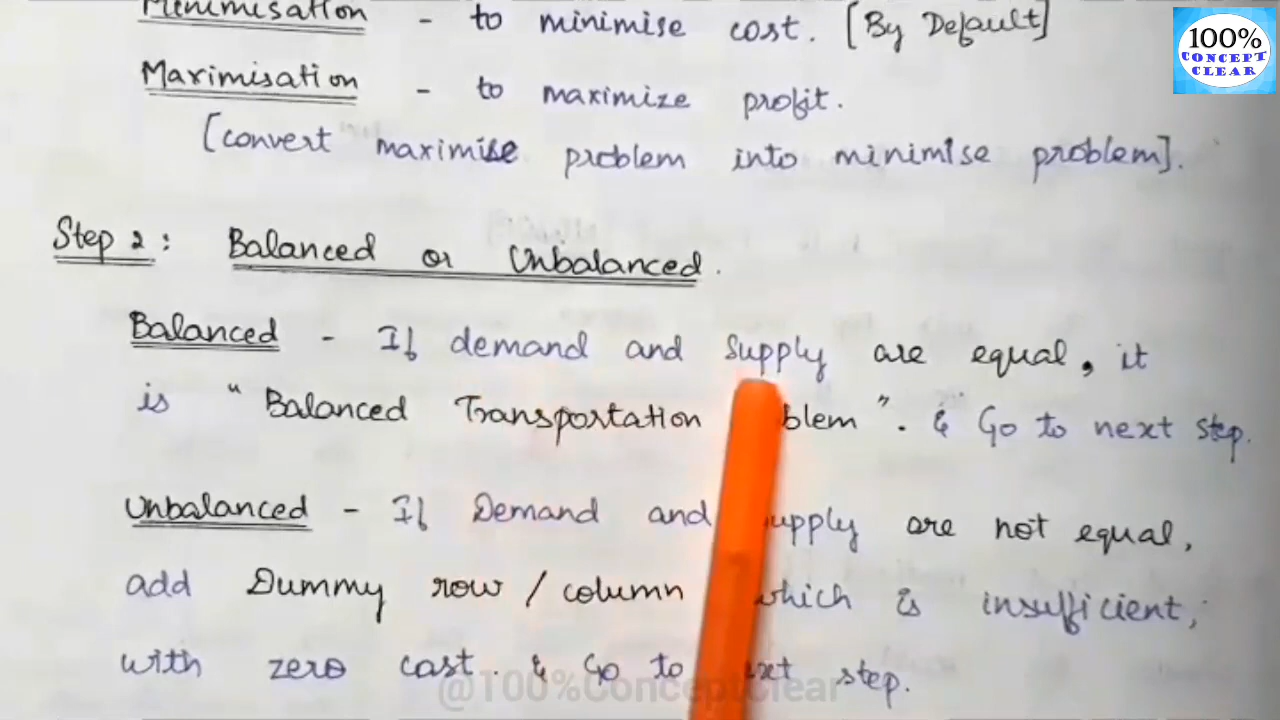 Minimisation - to minimise cost. [By Default]
Maximisation - to maximize profit.
[convert maximise problem into minimise problem].
Step 2: Balanced or Unbalanced.
Balanced - If demand and supply are equal, it
is "Balanced Transportation blem". & Go to next step.
Unbalanced - If Demand and upply are not equal,
add Dummy row / column which is insufficient,
with zero cost. & Go to ext step.
@100%ConceptClear
100%
CONCEPT
CLEAR